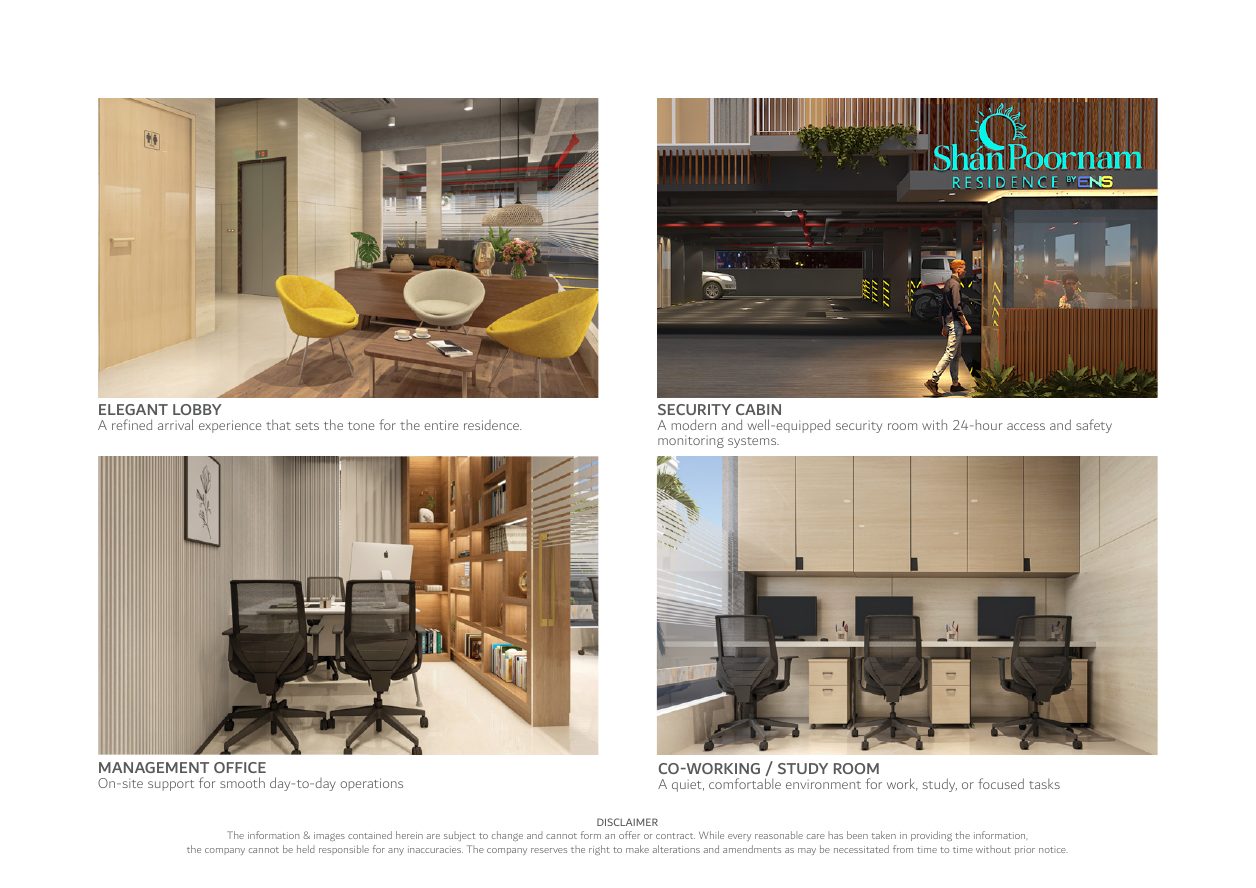 Shán Poornam
RESIDENCE BY ENS
ELEGANT LOBBY
A refined arrival experience that sets the tone for the entire residence.
SECURITY CABIN
A modern and well-equipped security room with 24-hour access and safety
monitoring systems.
MANAGEMENT OFFICE
On-site support for smooth day-to-day operations
CO-WORKING / STUDY ROOM
A quiet, comfortable environment for work, study, or focused tasks
DISCLAIMER
The information & images contained herein are subject to change and cannot form an offer or contract. While every reasonable care has been taken in providing the information,
the company cannot be held responsible for any inaccuracies. The company reserves the right to make alterations and amendments as may be necessitated from time to time without prior notice.